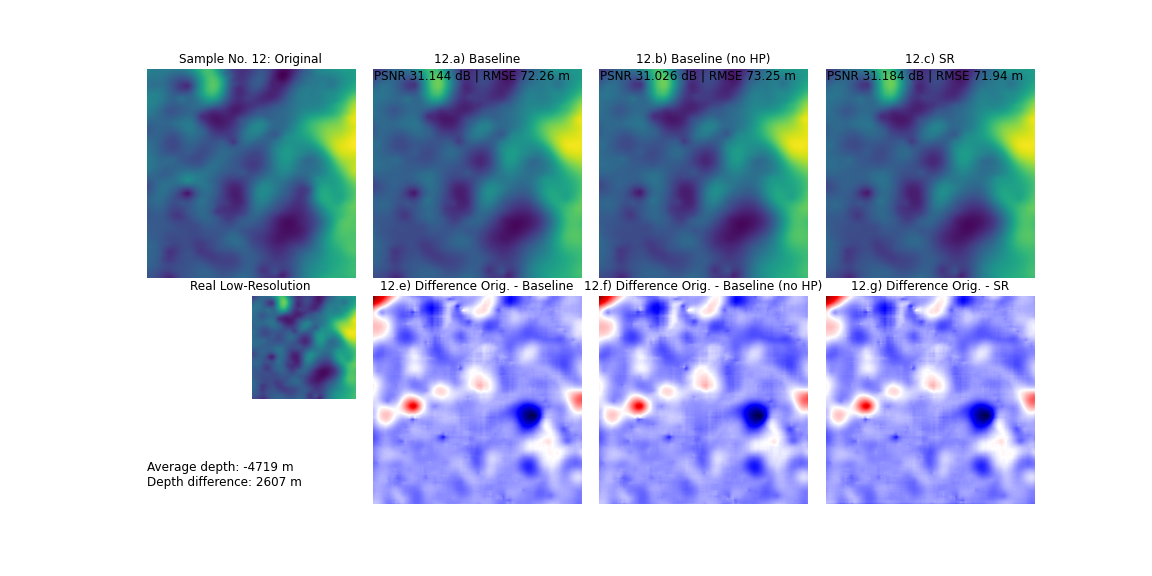 Sample No. 12: Original
12.a) Baseline
12.b) Baseline (no HP)
12.c) SR
PSNR 31.144 dB | RMSE 72.26 m
PSNR 31.026 dB | RMSE 73.25 m
PSNR 31.184 dB | RMSE 71.94 m
Real Low-Resolution
12.e) Difference Orig. - Baseline
12.f) Difference Orig. - Baseline (no HP)
12.g) Difference Orig. - SR
Average depth: -4719 m
Depth difference: 2607 m